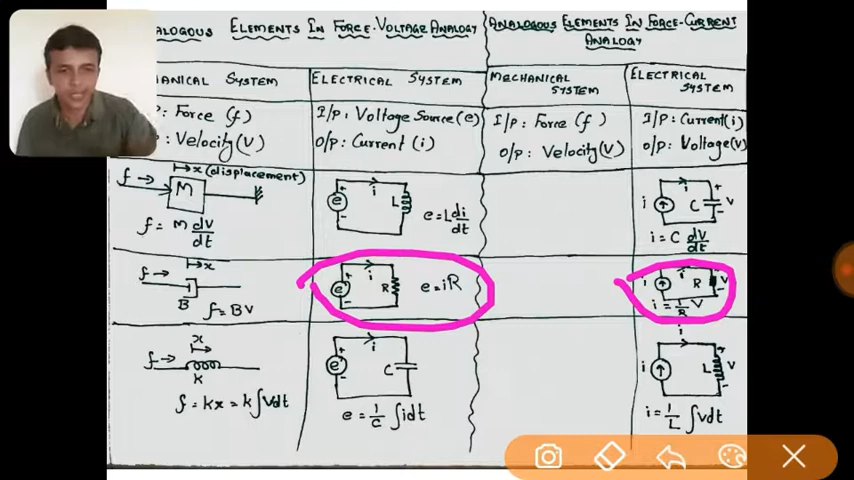 ALOGOUS ELEMENTS IN FORCE-VOLTAGE ANALOGY
ANALOGOUS ELEMENTS IN FORCE-CURRENT
ANALOGY
HANICAL SYSTEM
ELECTRICAL SYSTEM
MECHANICAL
SYSTEM
ELECTRICAL
SYSTEM
P: Force (f)
P: Velocity(V)
I/P: Voltage Source(e)
O/P: Current (i)
I/P: Force (f)
O/P: Velocity(V)
I/P: Current(i)
O/P: Voltage(V)
f → M → x (displacement)
f = M dV/dt
e + - i L
e = L di/dt
i C + - V
i = C dV/dt
f → B → x
f = BV
e + - i R
e = iR
i i R V
i = 1/R V
f → x K
f = kx = k∫Vdt
e + - i C
e = 1/C ∫idt
i i L + - V
i = 1/L ∫Vdt